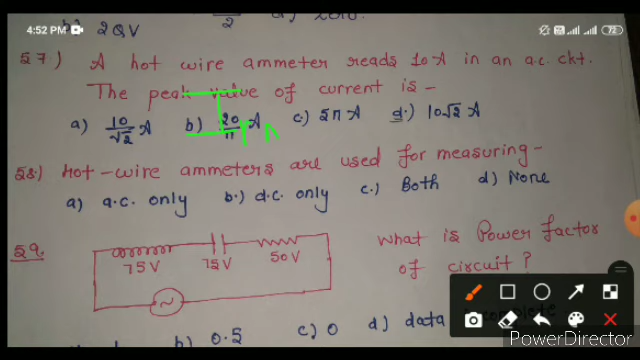 4:52 PM
72
b) 2QV
2
57.) A hot wire ammeter reads 10 A in an a.c. ckt.
The peak value of current is -
a) 10/√2 A b) 20/π A c.) 5π A d.) 10√2 A
58.) Hot-wire ammeters are used for measuring -
a) a.c. only b.) d.c. only c.) Both d) None
59. What is Power factor
75V 75V 50V of circuit ?
b) 0.5 c) 0 d) data
PowerDirector